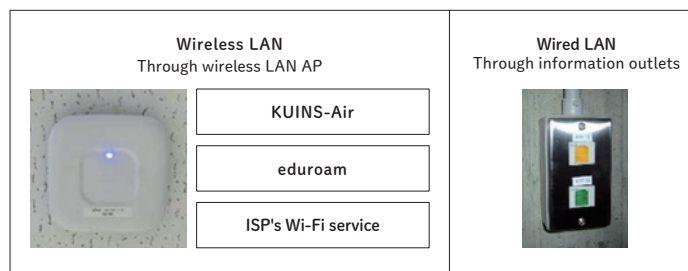 Wireless LAN
Through wireless LAN AP
KUINS-Air
eduroam
ISP's Wi-Fi service
Wired LAN
Through information outlets